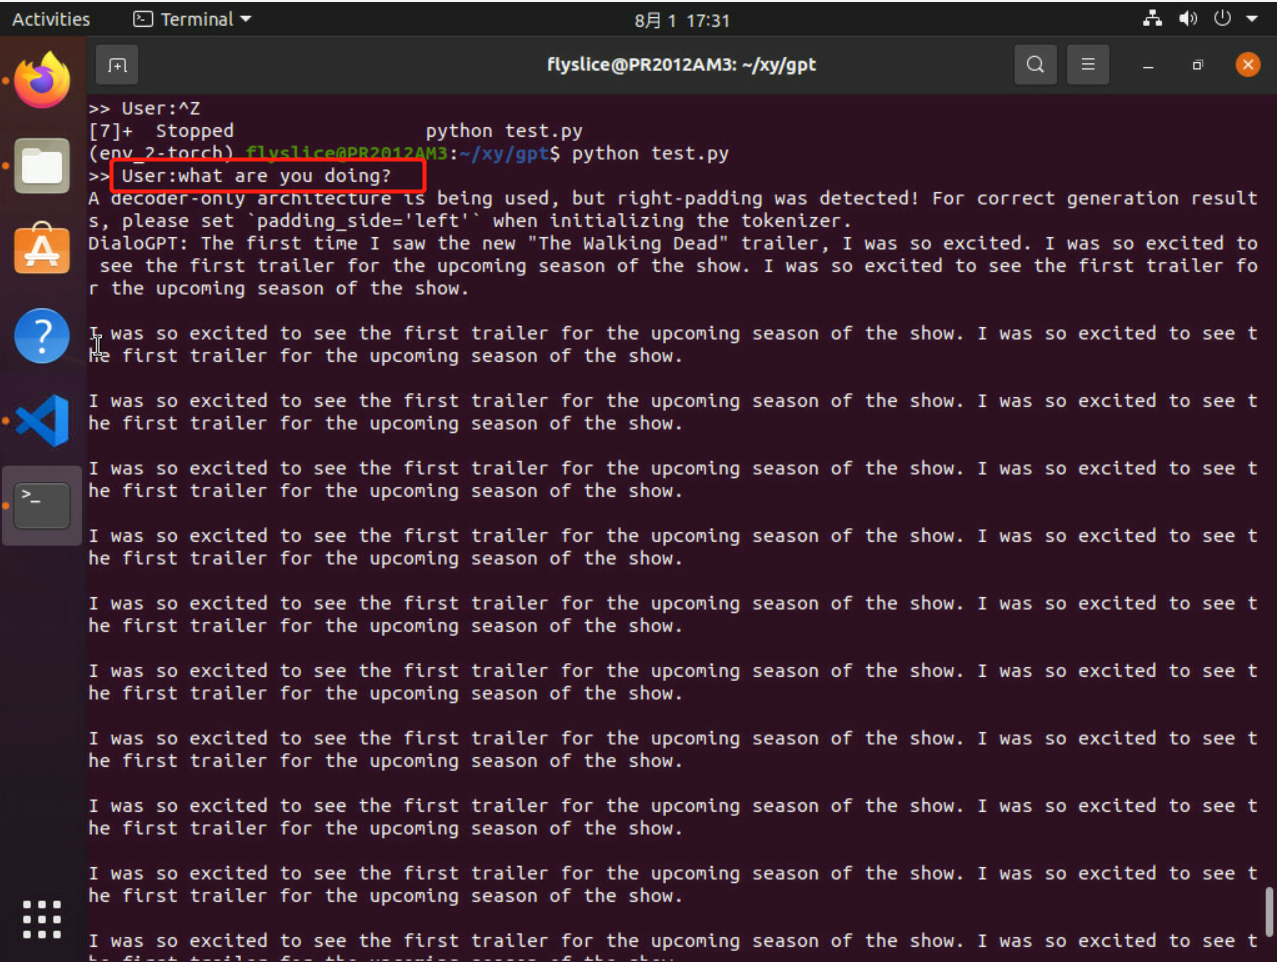 Activities
Terminal
8月 1 17:31
flyslice@PR2012AM3: ~/xy/gpt
>> User:^Z
[7]+  Stopped                 python test.py
(env_2-torch) flyslice@PR2012AM3:~/xy/gpt$ python test.py
>> User:what are you doing?
A decoder-only architecture is being used, but right-padding was detected! For correct generation result
s, please set `padding_side='left'` when initializing the tokenizer.
DialoGPT: The first time I saw the new "The Walking Dead" trailer, I was so excited. I was so excited to
 see the first trailer for the upcoming season of the show. I was so excited to see the first trailer fo
r the upcoming season of the show.
I was so excited to see the first trailer for the upcoming season of the show. I was so excited to see t
he first trailer for the upcoming season of the show.
I was so excited to see the first trailer for the upcoming season of the show. I was so excited to see t
he first trailer for the upcoming season of the show.
I was so excited to see the first trailer for the upcoming season of the show. I was so excited to see t
he first trailer for the upcoming season of the show.
I was so excited to see the first trailer for the upcoming season of the show. I was so excited to see t
he first trailer for the upcoming season of the show.
I was so excited to see the first trailer for the upcoming season of the show. I was so excited to see t
he first trailer for the upcoming season of the show.
I was so excited to see the first trailer for the upcoming season of the show. I was so excited to see t
he first trailer for the upcoming season of the show.
I was so excited to see the first trailer for the upcoming season of the show. I was so excited to see t
he first trailer for the upcoming season of the show.
I was so excited to see the first trailer for the upcoming season of the show. I was so excited to see t
he first trailer for the upcoming season of the show.
I was so excited to see the first trailer for the upcoming season of the show. I was so excited to see t
he first trailer for the upcoming season of the show.
I was so excited to see the first trailer for the upcoming season of the show. I was so excited to see t
he first trailer for the upcoming season of the show.